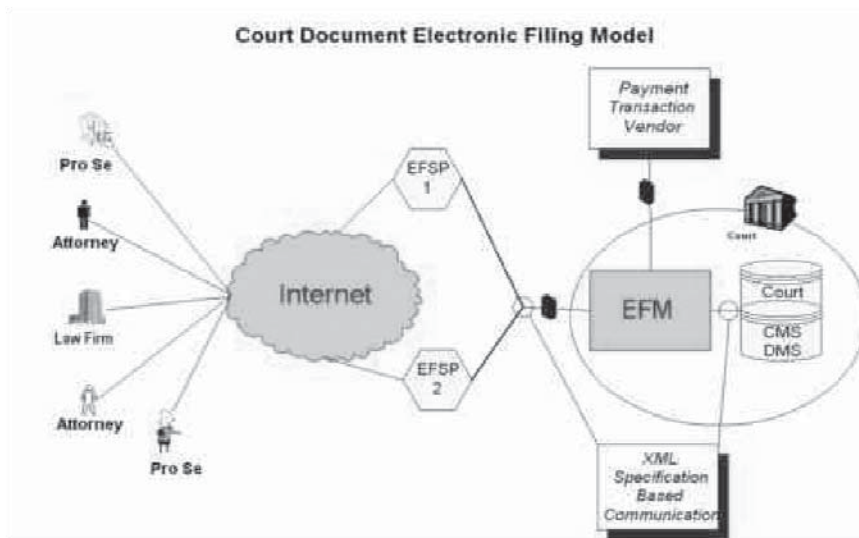 Court Document Electronic Filing Model
Pro Se
Attorney
Law Firm
Attorney
Pro Se
Internet
EFSP
1
EFSP
2
Payment
Transaction
Vendor
Court
EFM
Court
CMS
DMS
XML
Specification
Based
Communication